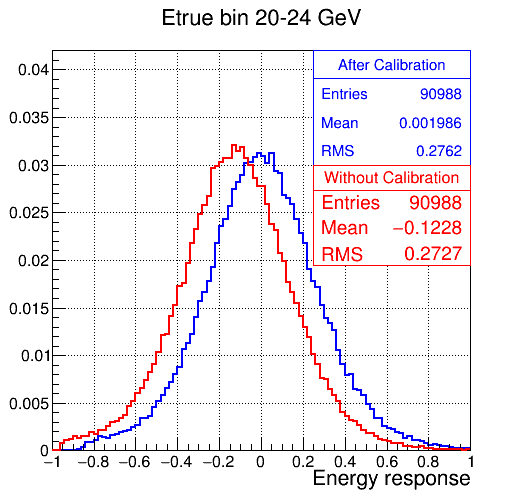 Etrue bin 20-24 GeV
After Calibration
Entries 90988
Mean 0.001986
RMS 0.2762
Without Calibration
Entries 90988
Mean −0.1228
RMS 0.2727
0.04
0.035
0.03
0.025
0.02
0.015
0.01
0.005
0
−1 −0.8 −0.6 −0.4 −0.2 0 0.2 0.4 0.6 0.8 1
Energy response